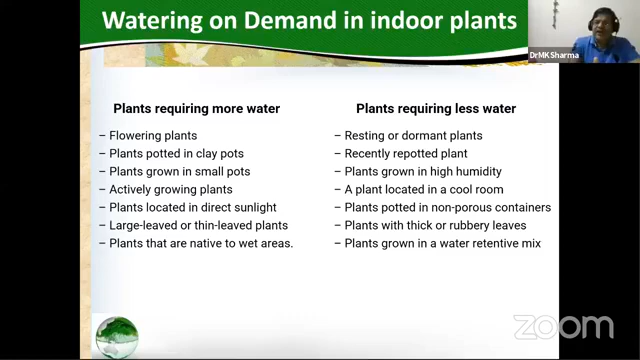 Watering on Demand in indoor plants
DrMK Sharma
Plants requiring more water
– Flowering plants
– Plants potted in clay pots
– Plants grown in small pots
– Actively growing plants
– Plants located in direct sunlight
– Large-leaved or thin-leaved plants
– Plants that are native to wet areas.
Plants requiring less water
– Resting or dormant plants
– Recently repotted plant
– Plants grown in high humidity
– A plant located in a cool room
– Plants potted in non-porous containers
– Plants with thick or rubbery leaves
– Plants grown in a water retentive mix
zoom